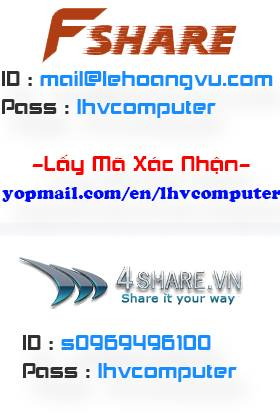 FSHARE
ID : mail@lehoangvu.com
Pass : lhvcomputer
-Lấy Mã Xác Nhận-
yopmail.com/en/lhvcomputer
4SHARE.VN
Share it your way
ID : s0969496100
Pass : lhvcomputer